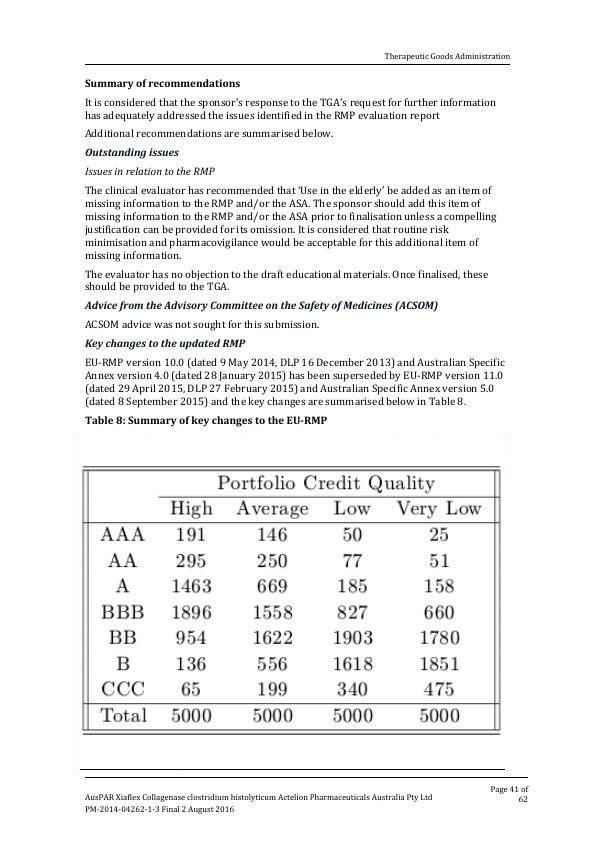 Therapeutic Goods Administration
Summary of recommendations
It is considered that the sponsor's response to the TGA's request for further information
has adequately addressed the issues identified in the RMP evaluation report
Additional recommendations are summarised below.
Outstanding issues
Issues in relation to the RMP
The clinical evaluator has recommended that 'Use in the elderly' be added as an item of
missing information to the RMP and/or the ASA. The sponsor should add this item of
missing information to the RMP and/or the ASA prior to finalisation unless a compelling
justification can be provided for its omission. It is considered that routine risk
minimisation and pharmacovigilance would be acceptable for this additional item of
missing information.
The evaluator has no objection to the draft educational materials. Once finalised, these
should be provided to the TGA.
Advice from the Advisory Committee on the Safety of Medicines (ACSOM)
ACSOM advice was not sought for this submission.
Key changes to the updated RMP
EU-RMP version 10.0 (dated 9 May 2014, DLP 16 December 2013) and Australian Specific
Annex version 4.0 (dated 28 January 2015) has been superseded by EU-RMP version 11.0
(dated 29 April 2015, DLP 27 February 2015) and Australian Specific Annex version 5.0
(dated 8 September 2015) and the key changes are summarised below in Table 8.
Table 8: Summary of key changes to the EU-RMP
Portfolio Credit Quality
High Average Low Very Low
AAA 191 146 50 25
AA 295 250 77 51
A 1463 669 185 158
BBB 1896 1558 827 660
BB 954 1622 1903 1780
B 136 556 1618 1851
CCC 65 199 340 475
Total 5000 5000 5000 5000
AusPAR Xiaflex Collagenase clostridium histolyticum Actelion Pharmaceuticals Australia Pty Ltd
PM-2014-04262-1-3 Final 2 August 2016
Page 41 of
62